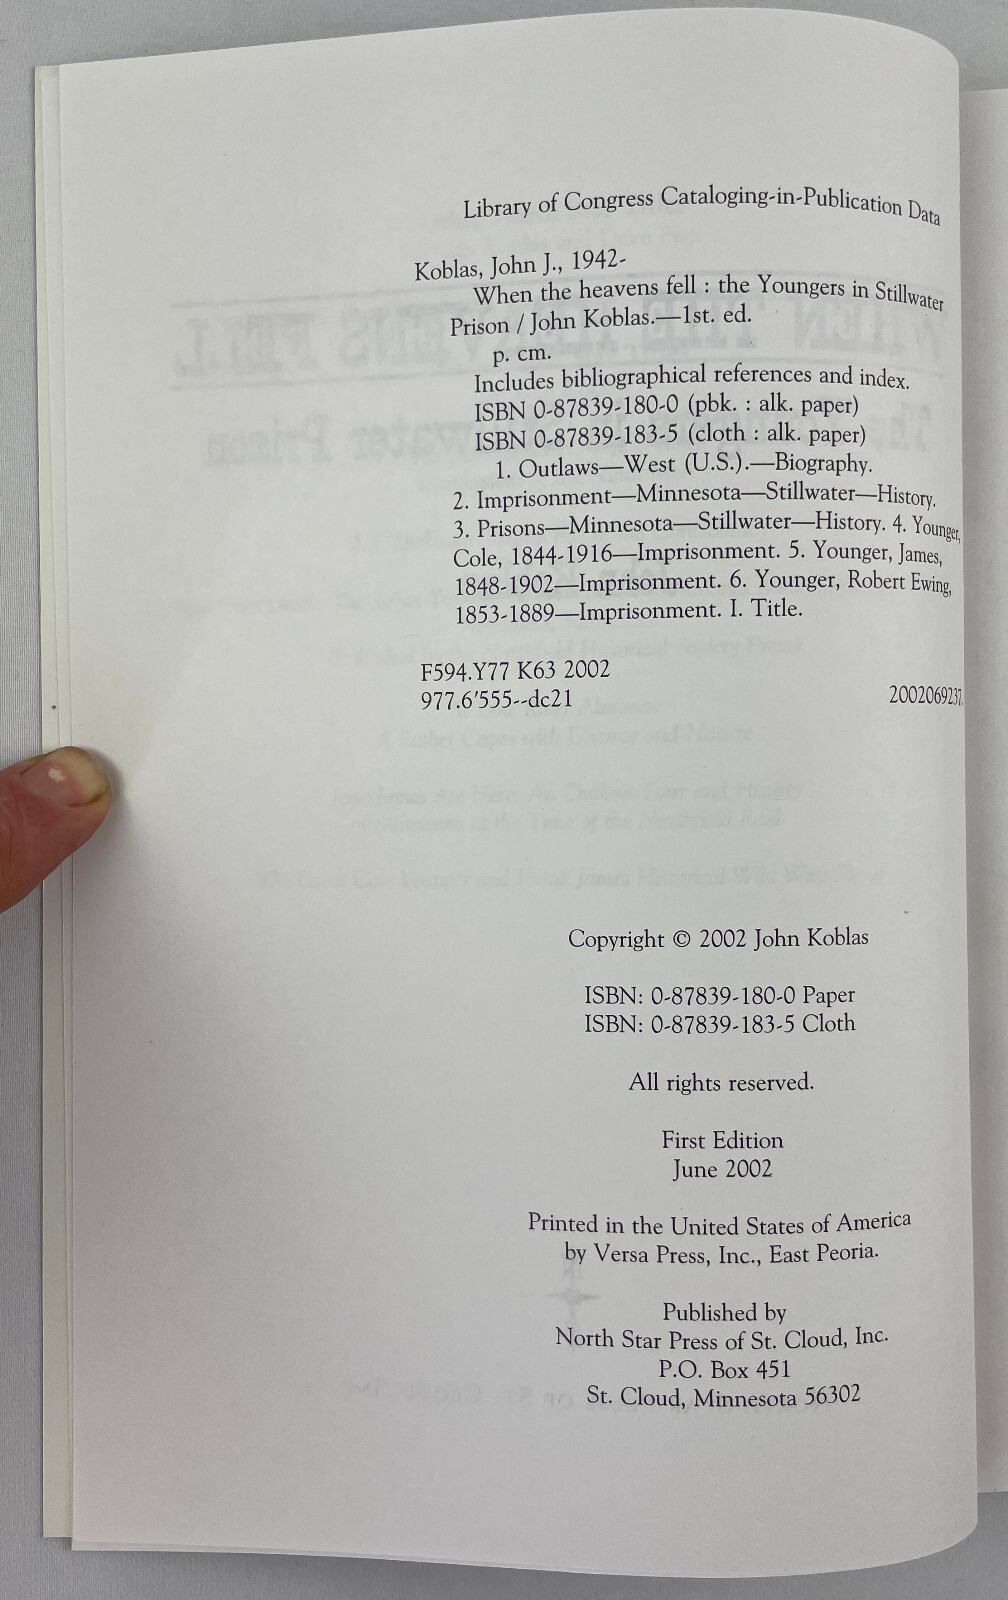 Library of Congress Cataloging-in-Publication Data
Koblas, John J., 1942-
When the heavens fell : the Youngers in Stillwater
Prison / John Koblas.—1st. ed.
p. cm.
Includes bibliographical references and index.
ISBN 0-87839-180-0 (pbk. : alk. paper)
ISBN 0-87839-183-5 (cloth : alk. paper)
1. Outlaws—West (U.S.).—Biography.
2. Imprisonment—Minnesota—Stillwater—History.
3. Prisons—Minnesota—Stillwater—History. 4. Younger,
Cole, 1844-1916—Imprisonment. 5. Younger, James,
1848-1902—Imprisonment. 6. Younger, Robert Ewing,
1853-1889—Imprisonment. I. Title.
F594.Y77 K63 2002
977.6'555--dc21 2002069237
Copyright © 2002 John Koblas
ISBN: 0-87839-180-0 Paper
ISBN: 0-87839-183-5 Cloth
All rights reserved.
First Edition
June 2002
Printed in the United States of America
by Versa Press, Inc., East Peoria.
Published by
North Star Press of St. Cloud, Inc.
P.O. Box 451
St. Cloud, Minnesota 56302